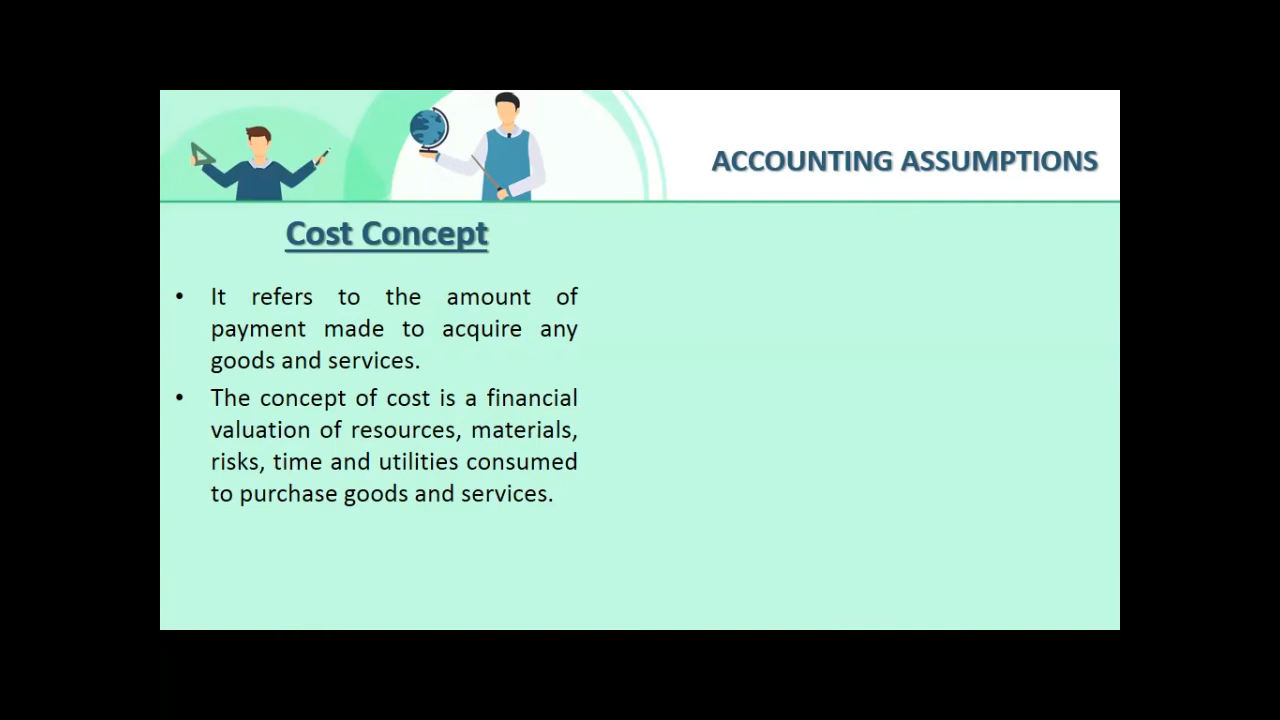 ACCOUNTING ASSUMPTIONS
Cost Concept
• It refers to the amount of
payment made to acquire any
goods and services.
• The concept of cost is a financial
valuation of resources, materials,
risks, time and utilities consumed
to purchase goods and services.